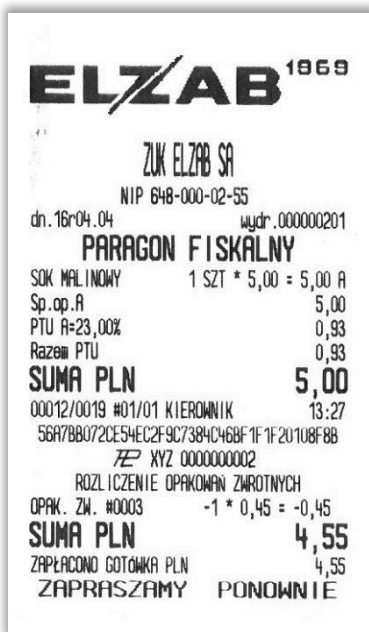 ELZAB 1969
ZUK ELZAB SA
NIP 648-000-02-55
dn.16r04.04 wydr.000000201
PARAGON FISKALNY
SOK MALINOWY 1 SZT * 5,00 = 5,00 A
Sp.op.A 5,00
PTU A=23,00% 0,93
Razem PTU 0,93
SUMA PLN 5,00
00012/0019 #01/01 KIEROWNIK 13:27
56A7BB072CE54EC2F9C7384C46BF1F1F20108F8B
XYZ 0000000002
ROZLICZENIE OPAKOWAŃ ZWROTNYCH
OPAK. ZW. #0003 -1 * 0,45 = -0,45
SUMA PLN 4,55
ZAPŁACONO GOTÓWKA PLN 4,55
ZAPRASZAMY PONOWNIE